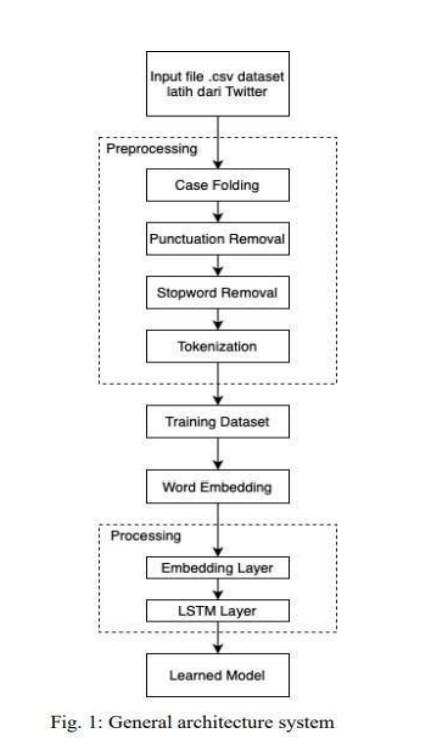 Input file .csv dataset
latih dari Twitter
Preprocessing
Case Folding
Punctuation Removal
Stopword Removal
Tokenization
Training Dataset
Word Embedding
Processing
Embedding Layer
LSTM Layer
Learned Model
Fig. 1: General architecture system